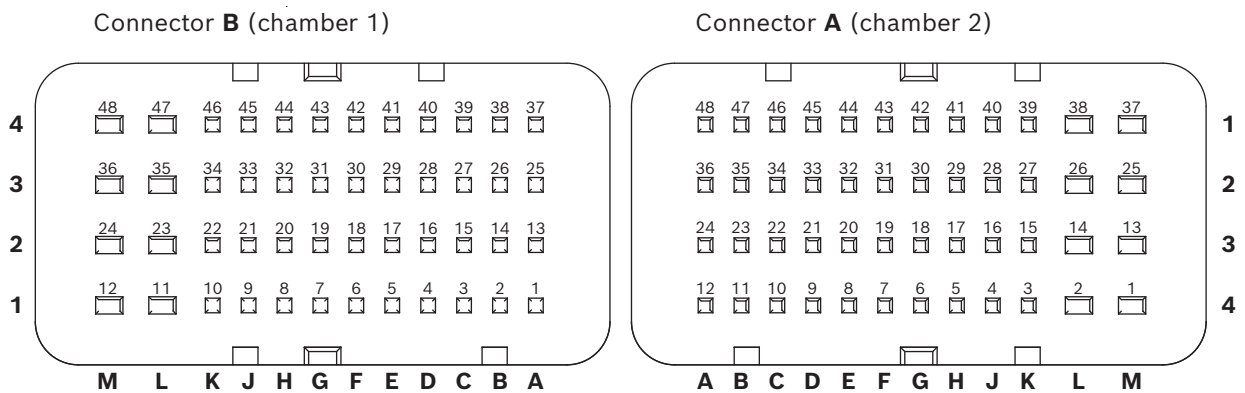 Connector B (chamber 1)
Connector A (chamber 2)
48 47 46 45 44 43 42 41 40 39 38 37
4
36 35 34 33 32 31 30 29 28 27 26 25
3
24 23 22 21 20 19 18 17 16 15 14 13
2
12 11 10 9 8 7 6 5 4 3 2 1
1
M L K J H G F E D C B A
48 47 46 45 44 43 42 41 40 39 38 37
1
36 35 34 33 32 31 30 29 28 27 26 25
2
24 23 22 21 20 19 18 17 16 15 14 13
3
12 11 10 9 8 7 6 5 4 3 2 1
4
A B C D E F G H J K L M